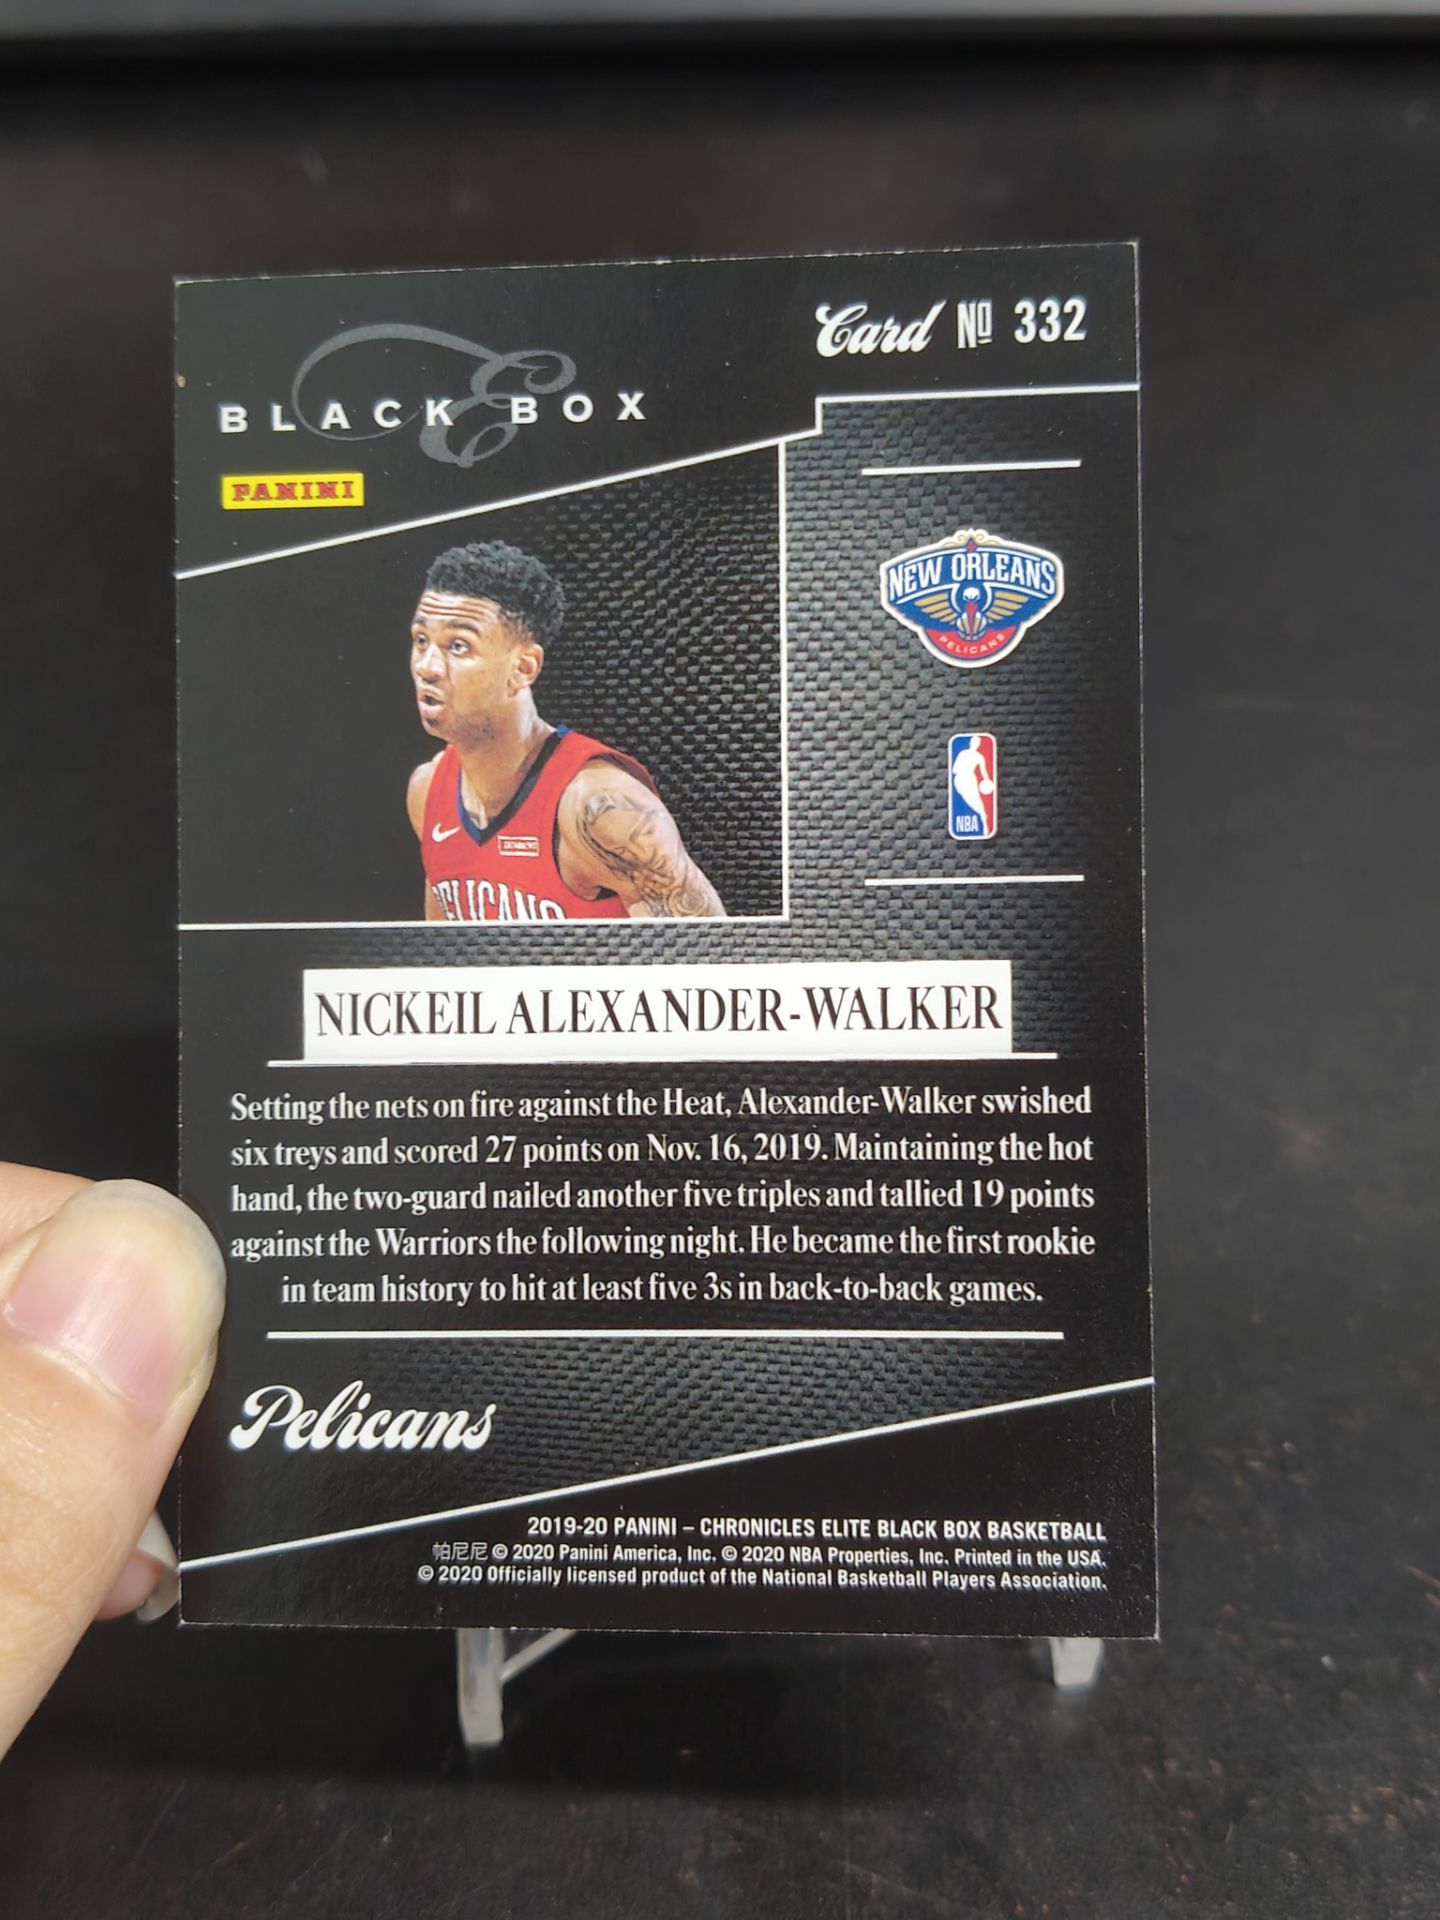 Card Nº 332
BLACK BOX
PANINI
NEW ORLEANS
PELICANS
NBA
PELICANS
NICKEIL ALEXANDER-WALKER
Setting the nets on fire against the Heat, Alexander-Walker swished
six treys and scored 27 points on Nov. 16, 2019. Maintaining the hot
hand, the two-guard nailed another five triples and tallied 19 points
against the Warriors the following night. He became the first rookie
in team history to hit at least five 3s in back-to-back games.
Pelicans
2019-20 PANINI – CHRONICLES ELITE BLACK BOX BASKETBALL
帕尼尼 © 2020 Panini America, Inc. © 2020 NBA Properties, Inc. Printed in the USA.
© 2020 Officially licensed product of the National Basketball Players Association.